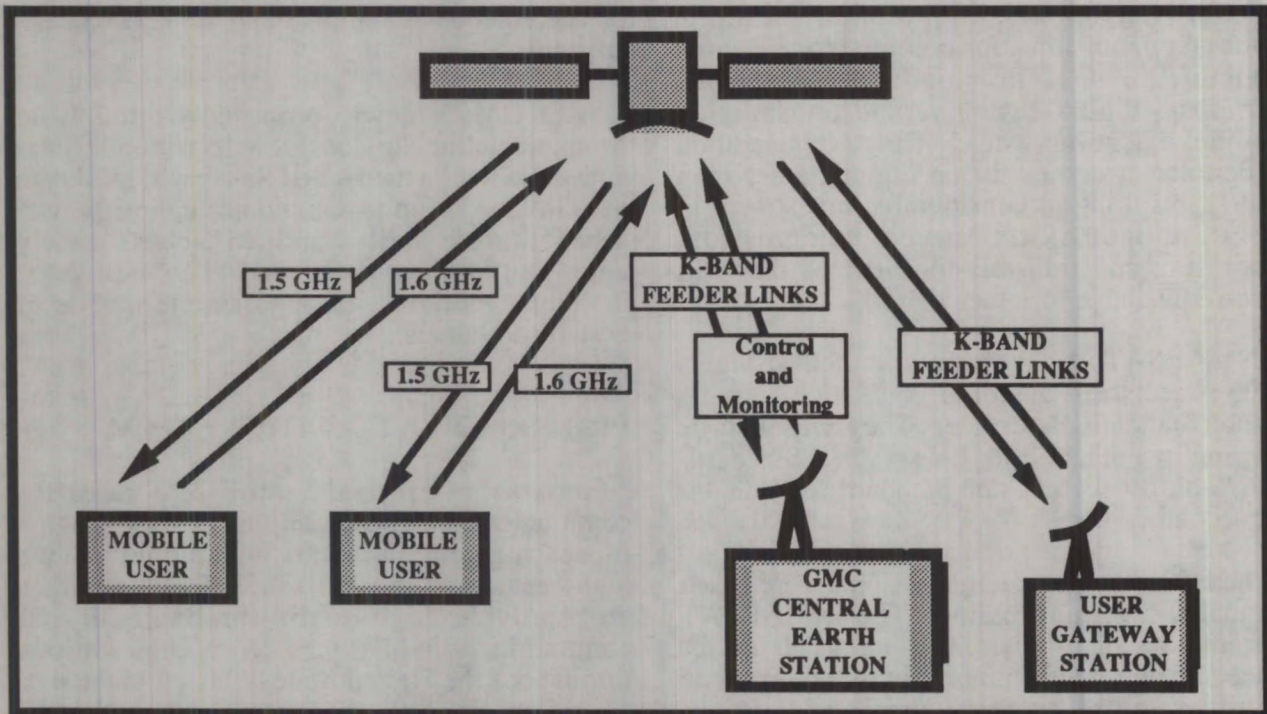 1.5 GHz
1.6 GHz
K-BAND
FEEDER LINKS
1.5 GHz
1.6 GHz
Control
and
Monitoring
K-BAND
FEEDER LINKS
MOBILE
USER
MOBILE
USER
GMC
CENTRAL
EARTH
STATION
USER
GATEWAY
STATION